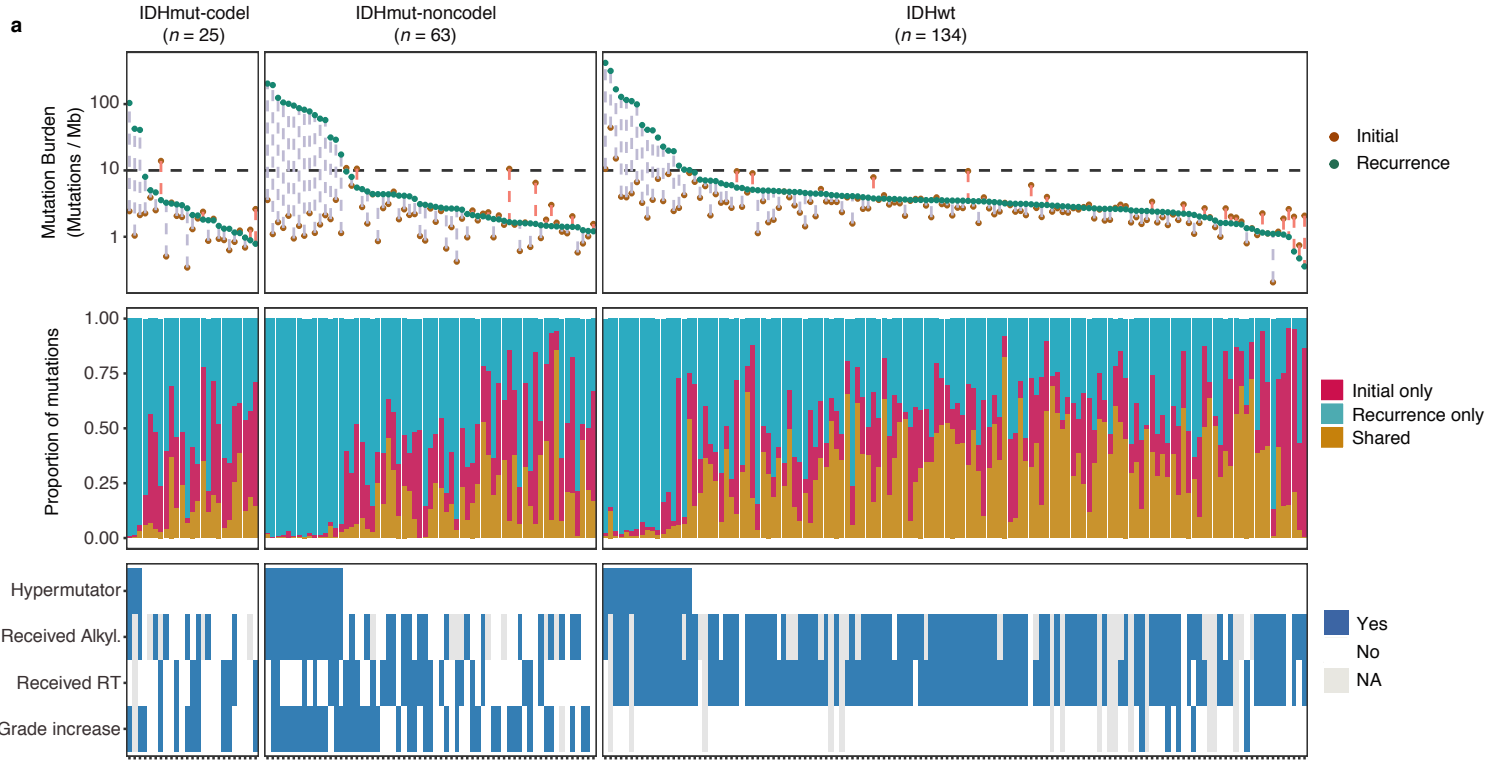 a
IDHmut-codel
(n = 25)
IDHmut-noncodel
(n = 63)
IDHwt
(n = 134)
Mutation Burden
(Mutations / Mb)
100
10
1
Initial
Recurrence
Proportion of mutations
1.00
0.75
0.50
0.25
0.00
Initial only
Recurrence only
Shared
Hypermutator
Received Alkyl.
Received RT
Grade increase
Yes
No
NA